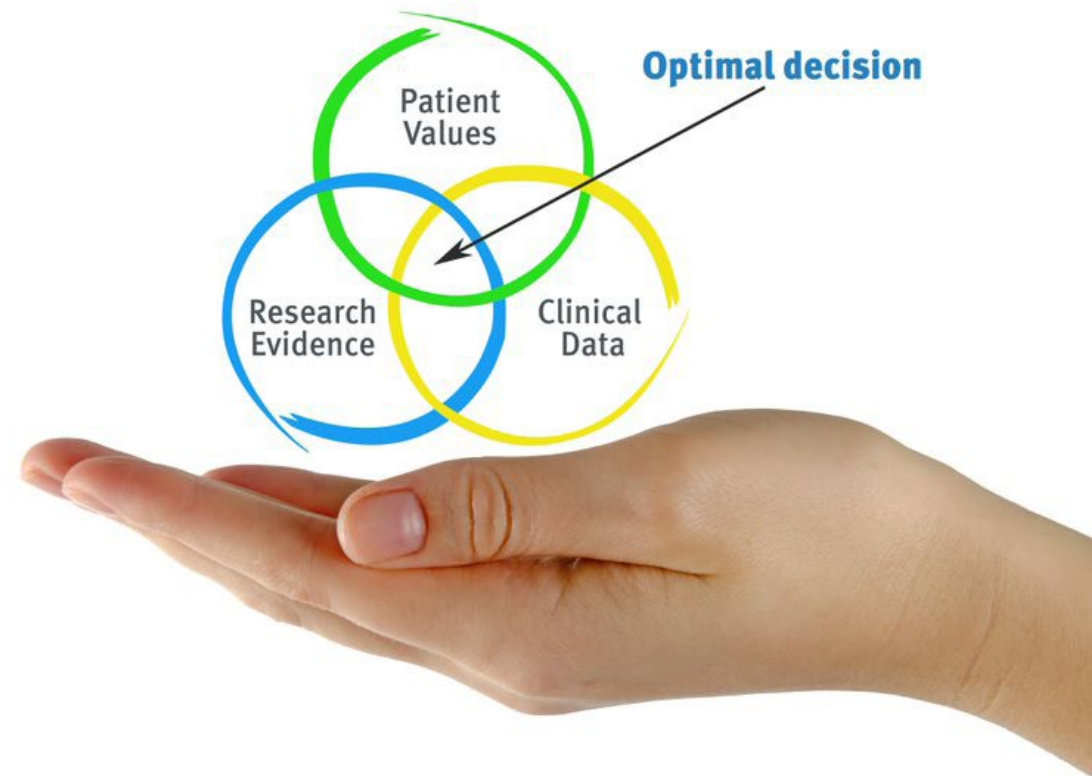 Optimal decision
Patient
Values
Research
Evidence
Clinical
Data